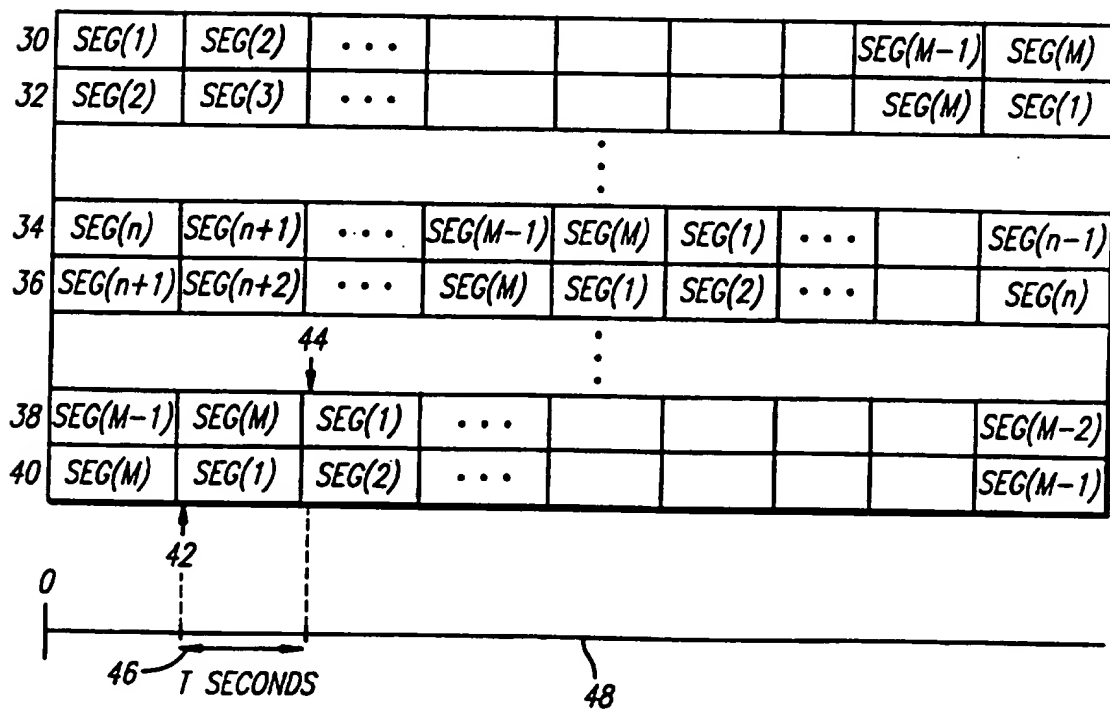 30 SEG(1) SEG(2) • • • SEG(M-1) SEG(M)
32 SEG(2) SEG(3) • • • SEG(M) SEG(1)
34 SEG(n) SEG(n+1) • • • SEG(M-1) SEG(M) SEG(1) • • • SEG(n-1)
36 SEG(n+1) SEG(n+2) • • • SEG(M) SEG(1) SEG(2) • • • SEG(n)
44
38 SEG(M-1) SEG(M) SEG(1) • • • SEG(M-2)
40 SEG(M) SEG(1) SEG(2) • • • SEG(M-1)
42
0
46 T SECONDS 48